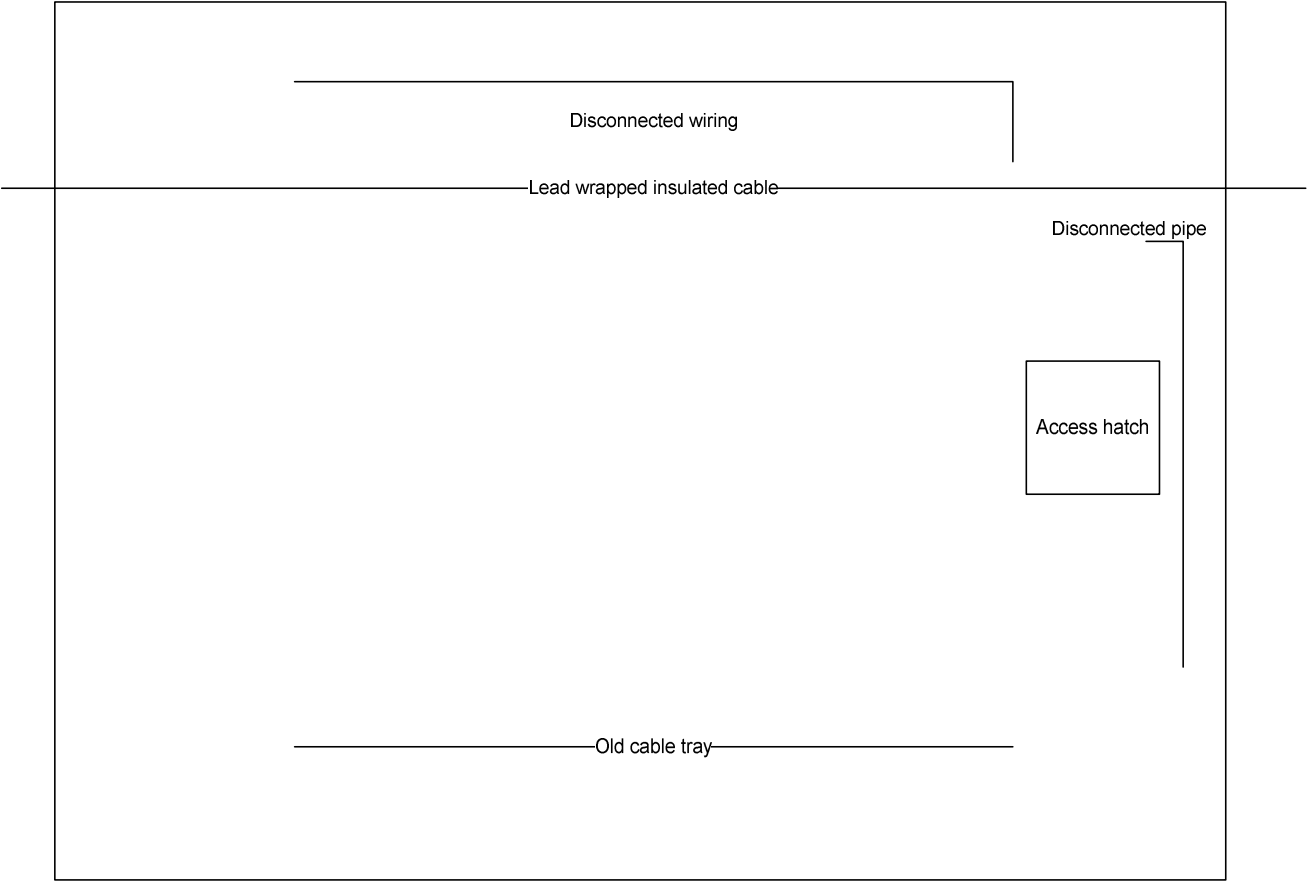 Disconnected wiring
Lead wrapped insulated cable
Disconnected pipe
Access hatch
Old cable tray